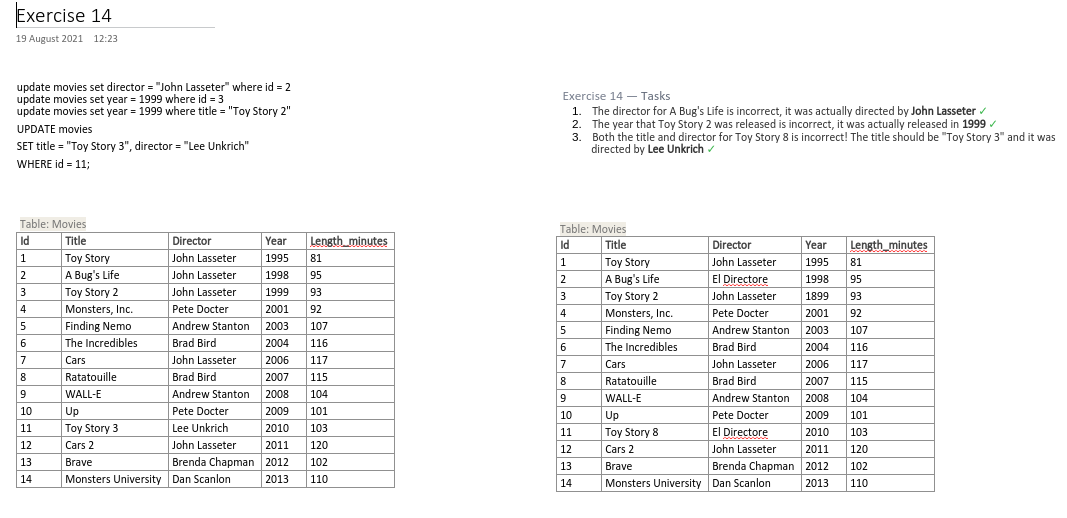 Exercise 14
19 August 2021 12:23
update movies set director = "John Lasseter" where id = 2
update movies set year = 1999 where id = 3
update movies set year = 1999 where title = "Toy Story 2"
UPDATE movies
SET title = "Toy Story 3", director = "Lee Unkrich"
WHERE id = 11;
Exercise 14 — Tasks
1. The director for A Bug's Life is incorrect, it was actually directed by John Lasseter ✓
2. The year that Toy Story 2 was released is incorrect, it was actually released in 1999 ✓
3. Both the title and director for Toy Story 8 is incorrect! The title should be "Toy Story 3" and it was
directed by Lee Unkrich ✓
Table: Movies
Id Title Director Year Length_minutes
1 Toy Story John Lasseter 1995 81
2 A Bug's Life John Lasseter 1998 95
3 Toy Story 2 John Lasseter 1999 93
4 Monsters, Inc. Pete Docter 2001 92
5 Finding Nemo Andrew Stanton 2003 107
6 The Incredibles Brad Bird 2004 116
7 Cars John Lasseter 2006 117
8 Ratatouille Brad Bird 2007 115
9 WALL-E Andrew Stanton 2008 104
10 Up Pete Docter 2009 101
11 Toy Story 3 Lee Unkrich 2010 103
12 Cars 2 John Lasseter 2011 120
13 Brave Brenda Chapman 2012 102
14 Monsters University Dan Scanlon 2013 110
Table: Movies
Id Title Director Year Length_minutes
1 Toy Story John Lasseter 1995 81
2 A Bug's Life El Directore 1998 95
3 Toy Story 2 John Lasseter 1899 93
4 Monsters, Inc. Pete Docter 2001 92
5 Finding Nemo Andrew Stanton 2003 107
6 The Incredibles Brad Bird 2004 116
7 Cars John Lasseter 2006 117
8 Ratatouille Brad Bird 2007 115
9 WALL-E Andrew Stanton 2008 104
10 Up Pete Docter 2009 101
11 Toy Story 8 El Directore 2010 103
12 Cars 2 John Lasseter 2011 120
13 Brave Brenda Chapman 2012 102
14 Monsters University Dan Scanlon 2013 110